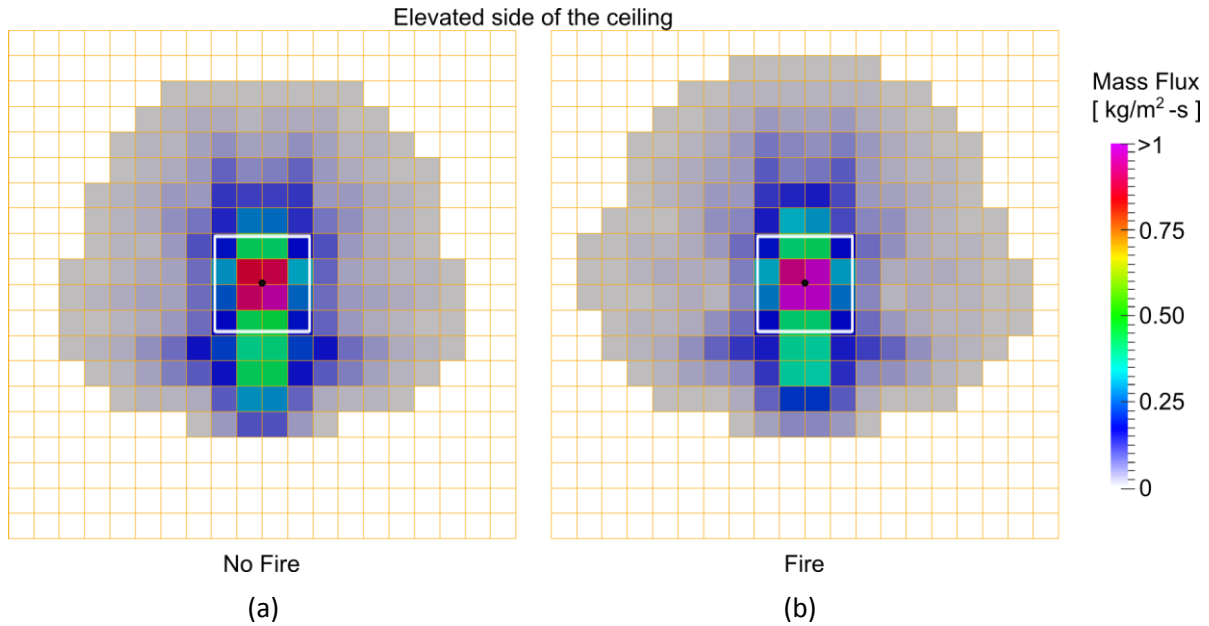 Elevated side of the ceiling
Mass Flux
[ kg/m² -s ]
>1
0.75
0.50
0.25
0
No Fire
Fire
(a)
(b)